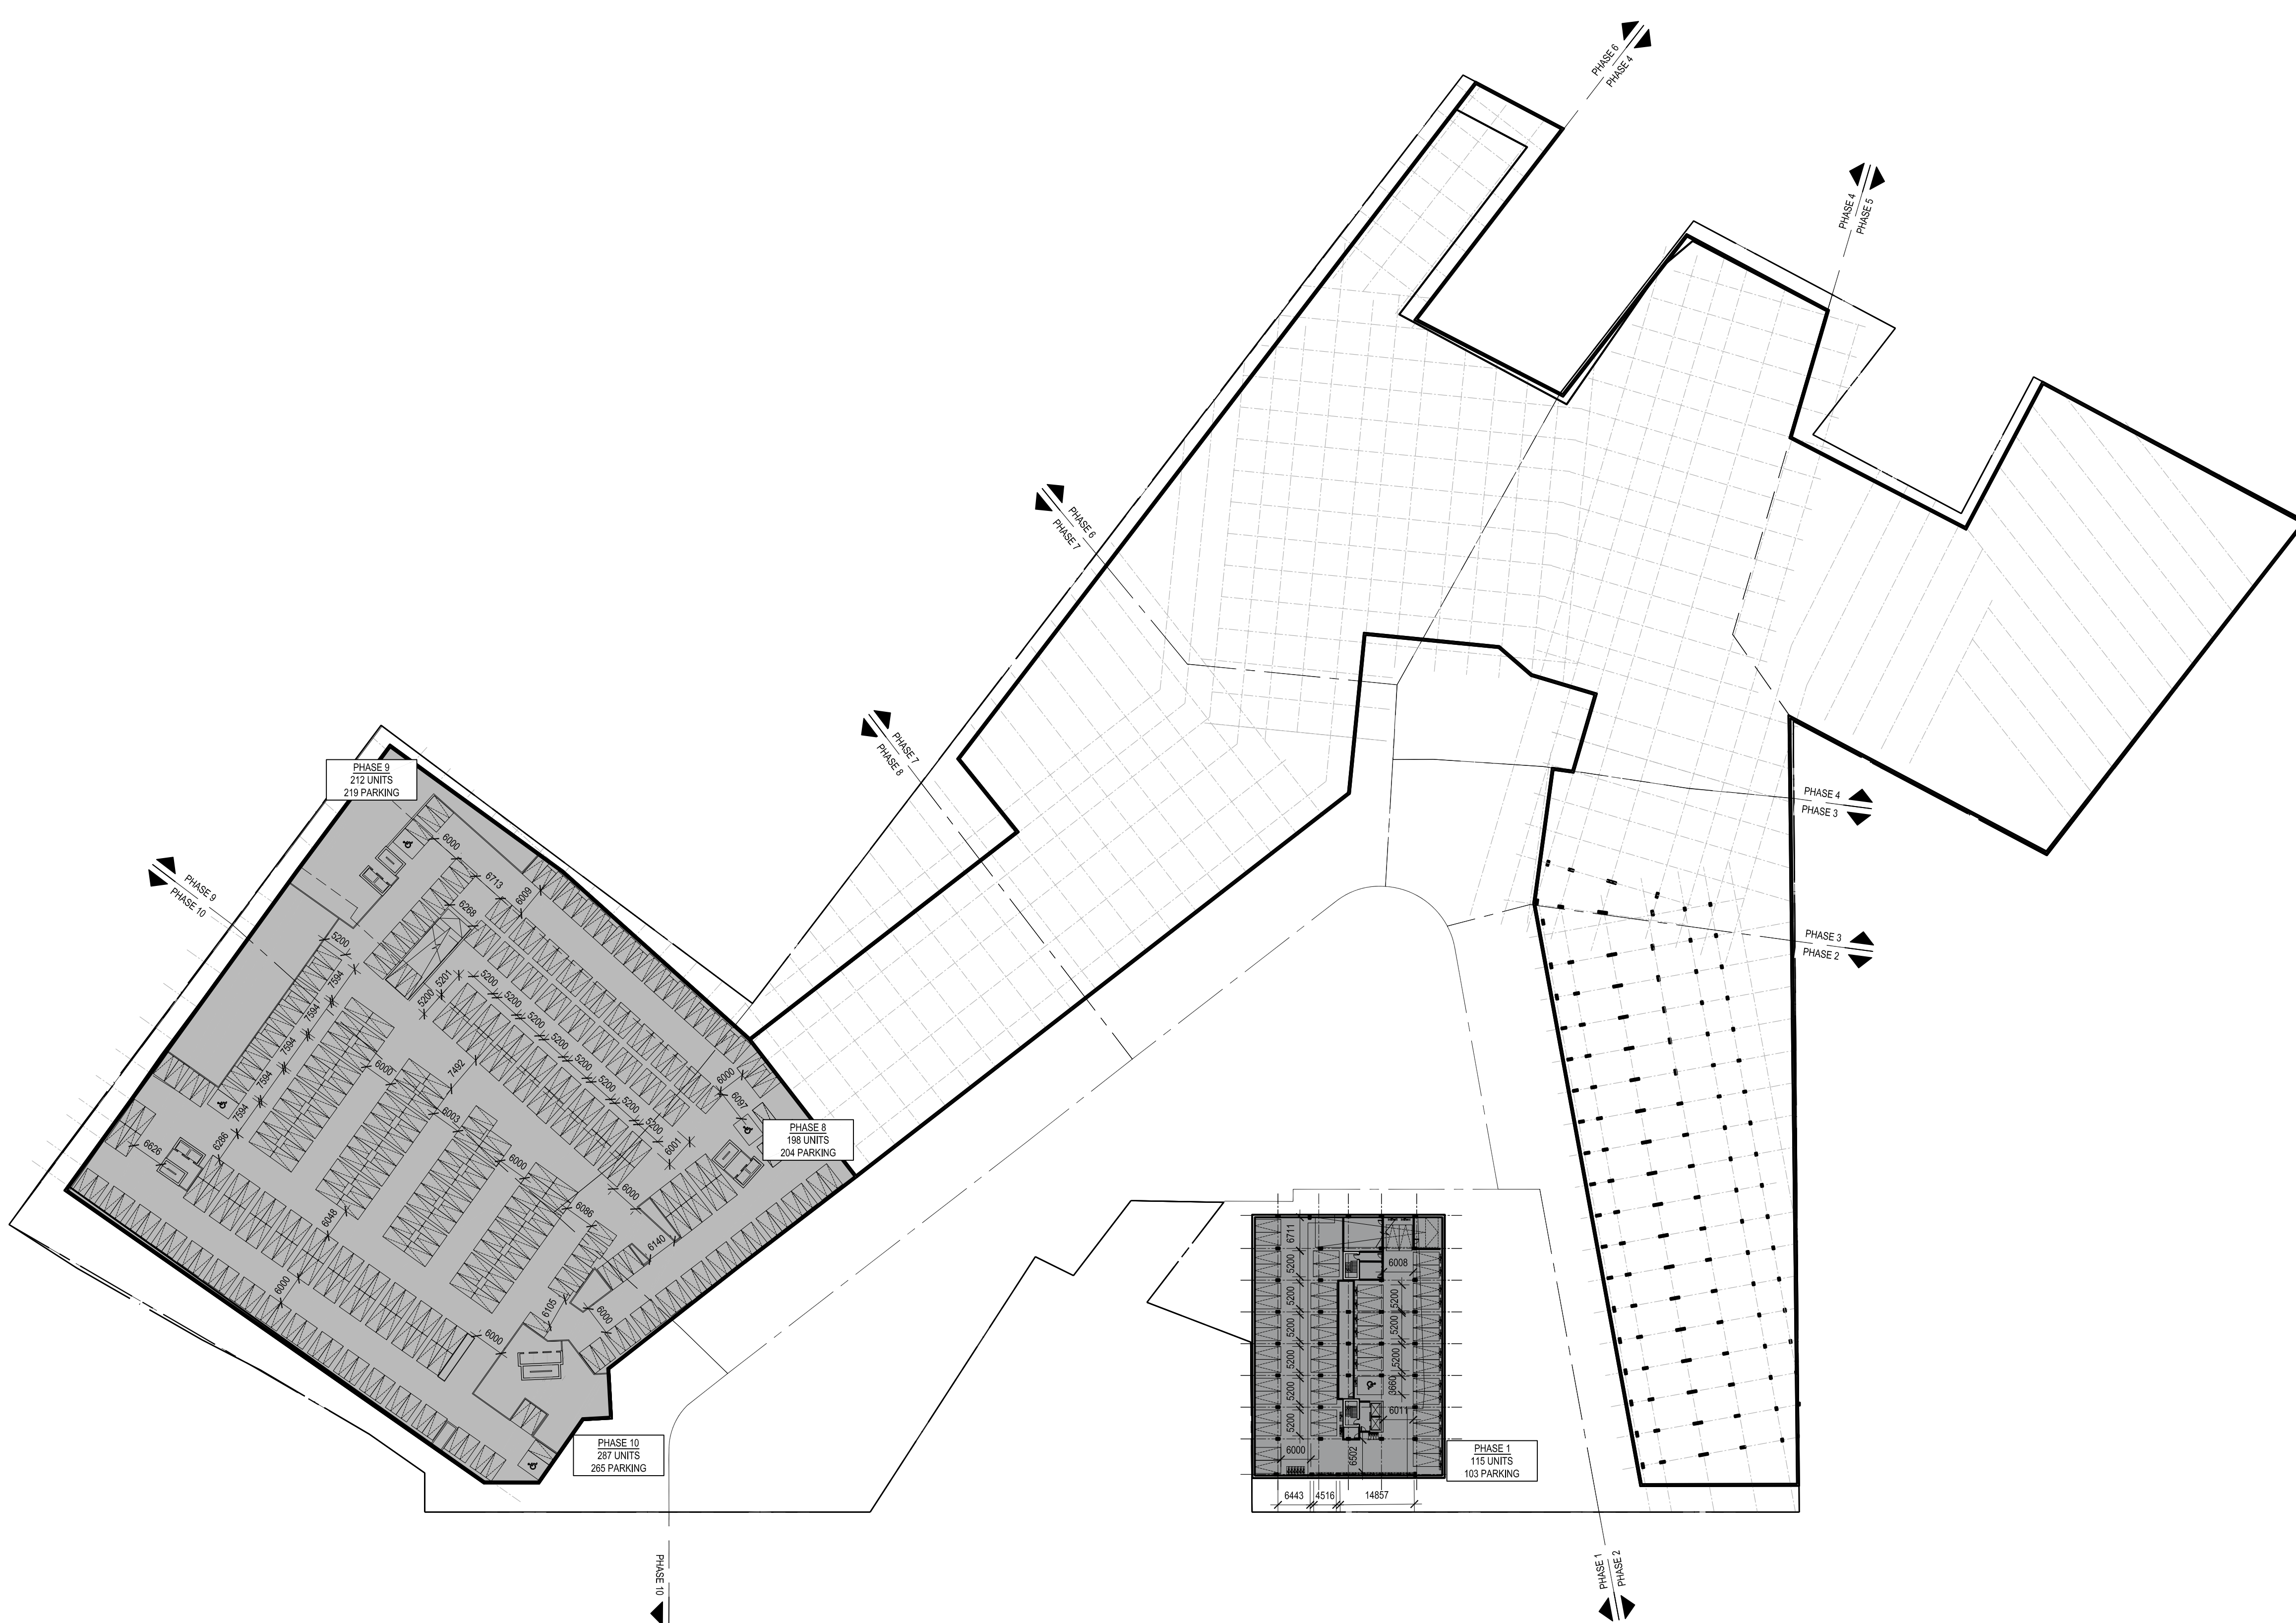 PHASE 6
PHASE 4
PHASE 4
PHASE 5
PHASE 6
PHASE 7
PHASE 7
PHASE 8
PHASE 9
212 UNITS
219 PARKING
PHASE 4
PHASE 3
PHASE 9
PHASE 10
PHASE 3
PHASE 2
6000
6713
6009
6268
5200
7594
7594
7594
7594
7594
6286
6626
5200
5201
5200
5200
5200
5200
5200
5200
5200
5200
6001
6000
6097
7492
6000
6003
6000
6000
6086
6140
6048
6000
6105
6000
6000
PHASE 8
198 UNITS
204 PARKING
PHASE 10
287 UNITS
265 PARKING
6711
5200
5200
5200
5200
5200
5200
6000
6008
5200
5200
5200
3660
6011
6502
6443
4516
14857
PHASE 1
115 UNITS
103 PARKING
PHASE 10
PHASE 1
PHASE 2